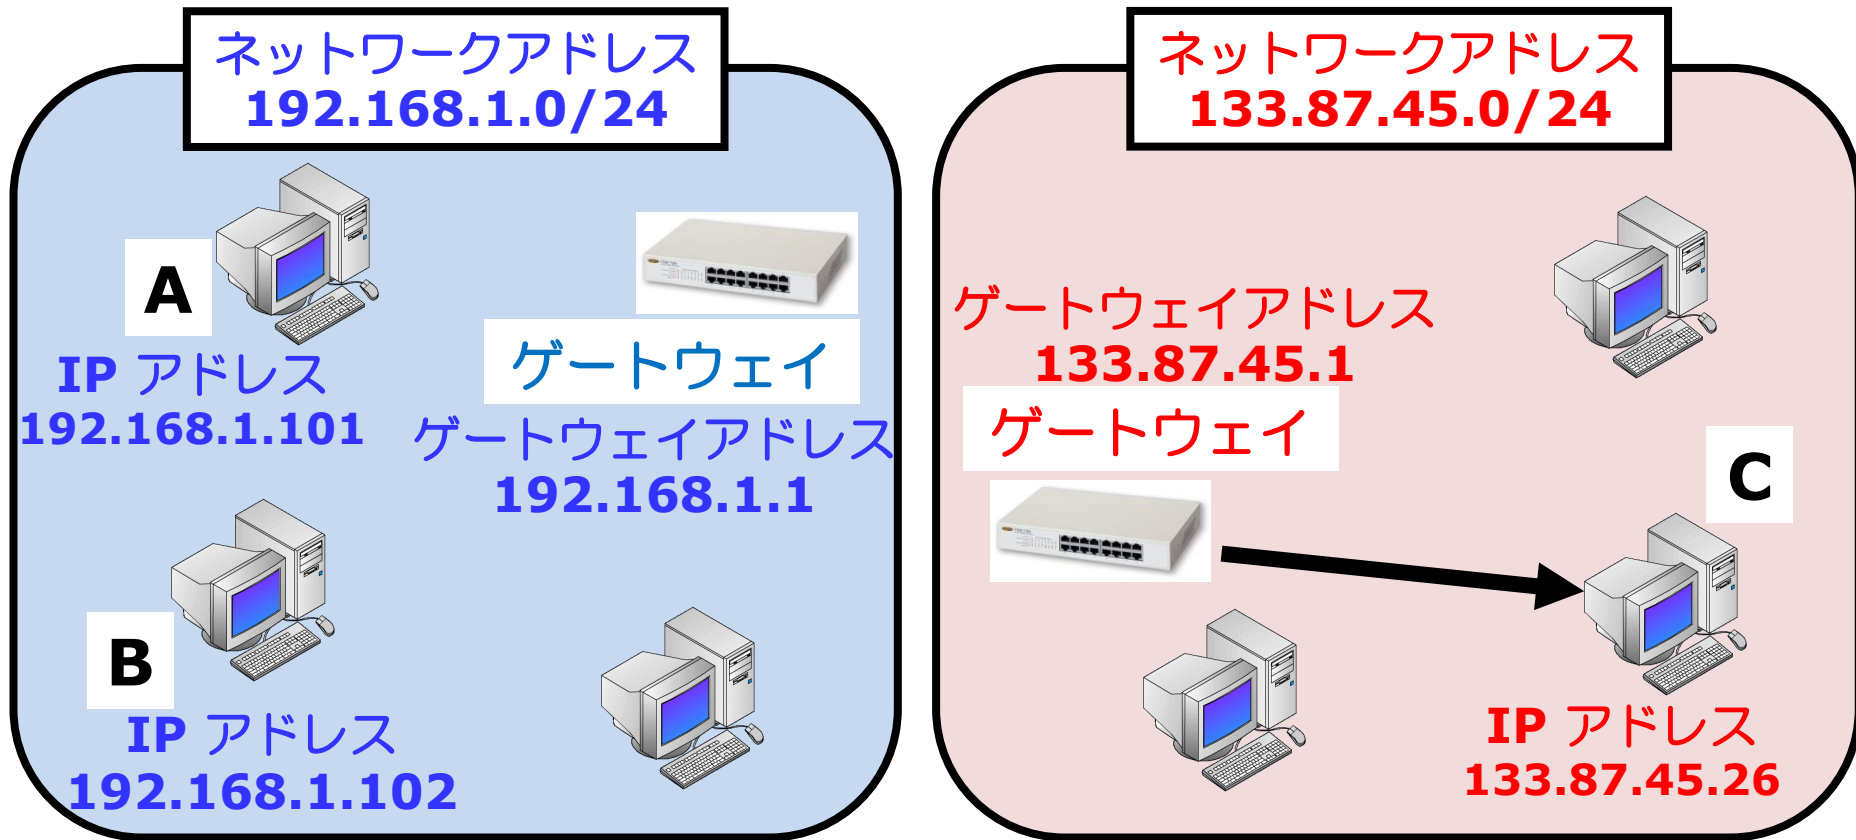 ネットワークアドレス
192.168.1.0/24
A
IP アドレス
192.168.1.101
ゲートウェイ
ゲートウェイアドレス
192.168.1.1
B
IP アドレス
192.168.1.102
ネットワークアドレス
133.87.45.0/24
ゲートウェイアドレス
133.87.45.1
ゲートウェイ
C
IP アドレス
133.87.45.26